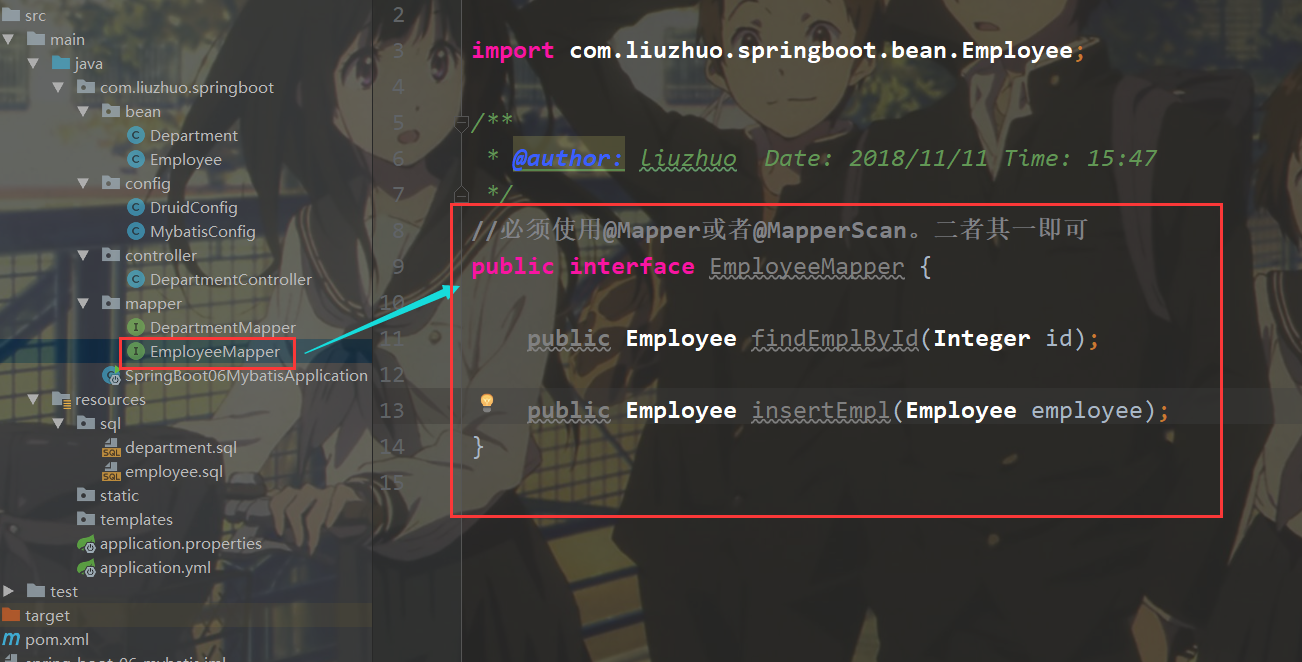 src
main
java
com.liuzhuo.springboot
bean
Department
Employee
config
DruidConfig
MybatisConfig
controller
DepartmentController
mapper
DepartmentMapper
EmployeeMapper
SpringBoot06MybatisApplication
resources
sql
department.sql
employee.sql
static
templates
application.properties
application.yml
test
target
pom.xml
spring-boot-06-mybatis.iml
2
3 import com.liuzhuo.springboot.bean.Employee;
4
5 /**
6 * @author: liuzhuo Date: 2018/11/11 Time: 15:47
7 */
8 //必须使用@Mapper或者@MapperScan。二者其一即可
9 public interface EmployeeMapper {
10
11 public Employee findEmplById(Integer id);
12
13 public Employee insertEmpl(Employee employee);
14 }
15